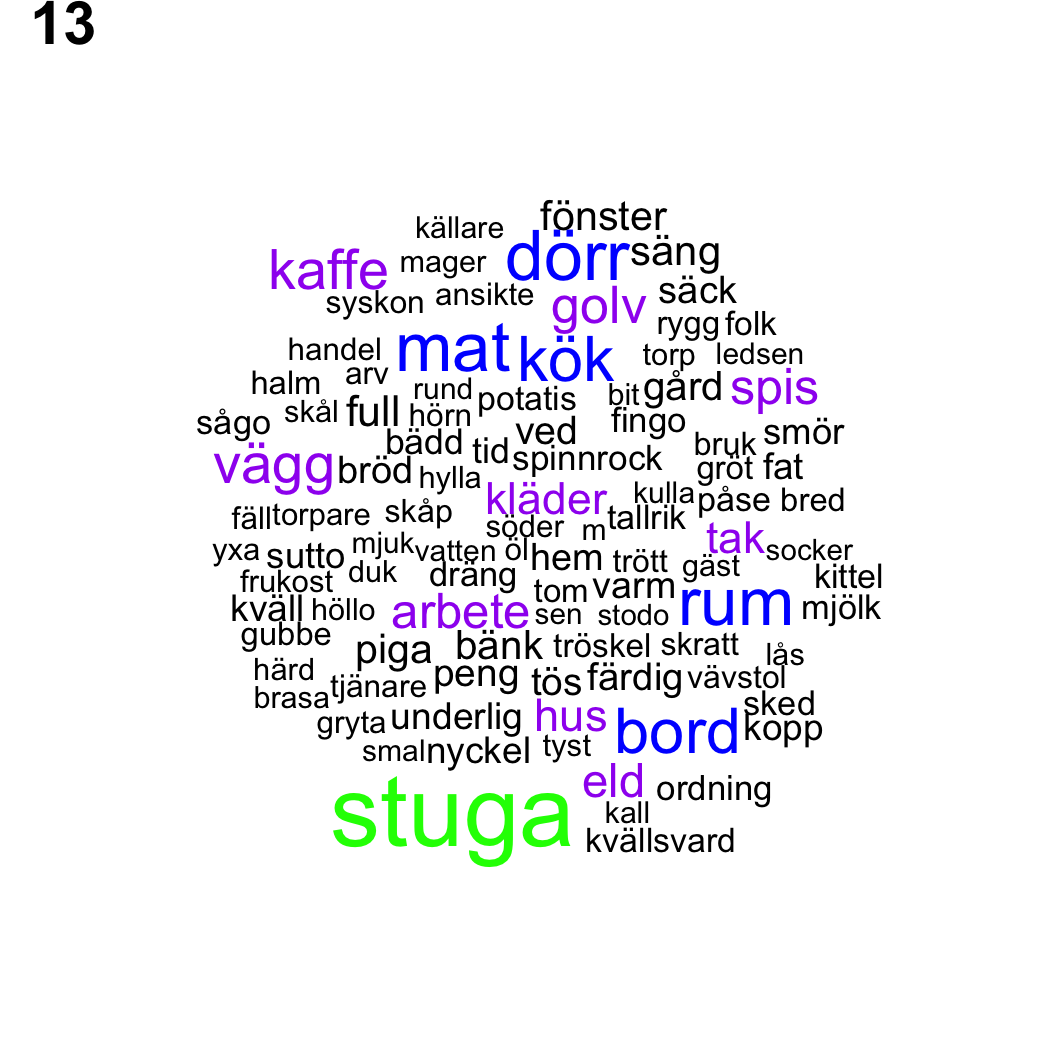 13
källare fönster
kaffe mager dörr säng
syskon ansikte golv säck
rygg folk
handel mat kök torp ledsen
halm arv rund potatis bit gård spis
sågo skål full hörn ved fingo
bädd tid spinnrock bruk smör
vägg bröd hylla gröt fat
kläder kulla påse bred
fäll torpare skåp söder m tallrik
yxa sutto mjuk vatten öl hem trött tak socker
frukost duk dräng tom varm gäst kittel
kväll höllo arbete sen stodo rum mjölk
gubbe piga bänk tröskel skratt lås
härd tjänare peng tös färdig vävstol
brasa gryta underlig hus bord sked
smal nyckel tyst kopp
stuga eld ordning
kall
kvällsvard